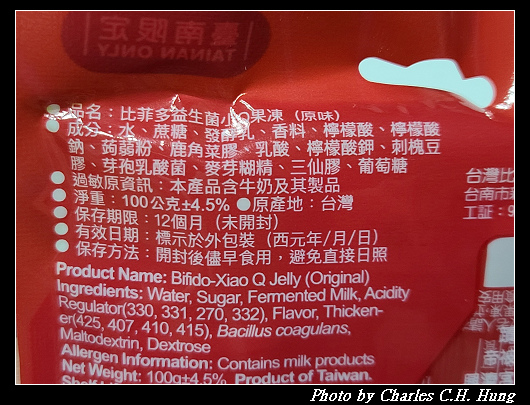 臺南限定
TAINAN ONLY
品名：比菲多益生菌小Q果凍（原味）
成分：水、蔗糖、發酵乳、香料、檸檬酸、檸檬酸
鈉、蒟蒻粉、鹿角菜膠、乳酸、檸檬酸鉀、刺槐豆
膠、芽孢乳酸菌、麥芽糊精、三仙膠、葡萄糖
過敏原資訊：本產品含牛奶及其製品
淨重：100公克±4.5% 原產地：台灣
保存期限：12個月（未開封）
有效日期：標示於外包裝（西元年/月/日）
保存方法：開封後儘早食用，避免直接日照
台灣比
台南市
工証：9
Product Name: Bifido-Xiao Q Jelly (Original)
Ingredients: Water, Sugar, Fermented Milk, Acidity
Regulator(330, 331, 270, 332), Flavor, Thicken-
er(425, 407, 410, 415), Bacillus coagulans,
Maltodextrin, Dextrose
Allergen Information: Contains milk products
Net Weight: 100g±4.5% Product of Taiwan.
Photo by Charles C.H. Hung